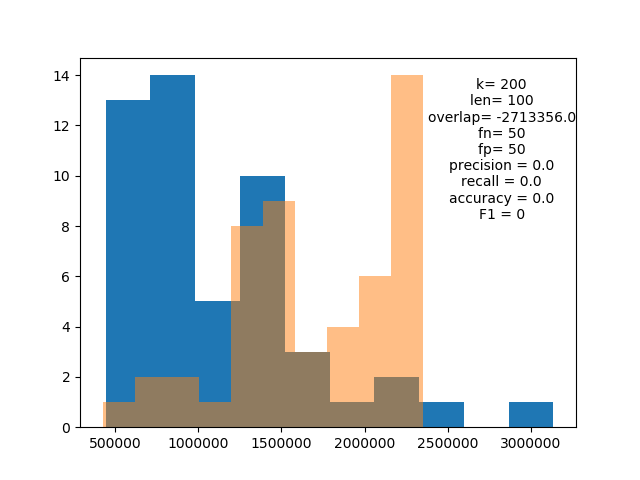 14
12
10
8
6
4
2
0
500000 1000000 1500000 2000000 2500000 3000000
k= 200
len= 100
overlap= -2713356.0
fn= 50
fp= 50
precision = 0.0
recall = 0.0
accuracy = 0.0
F1 = 0